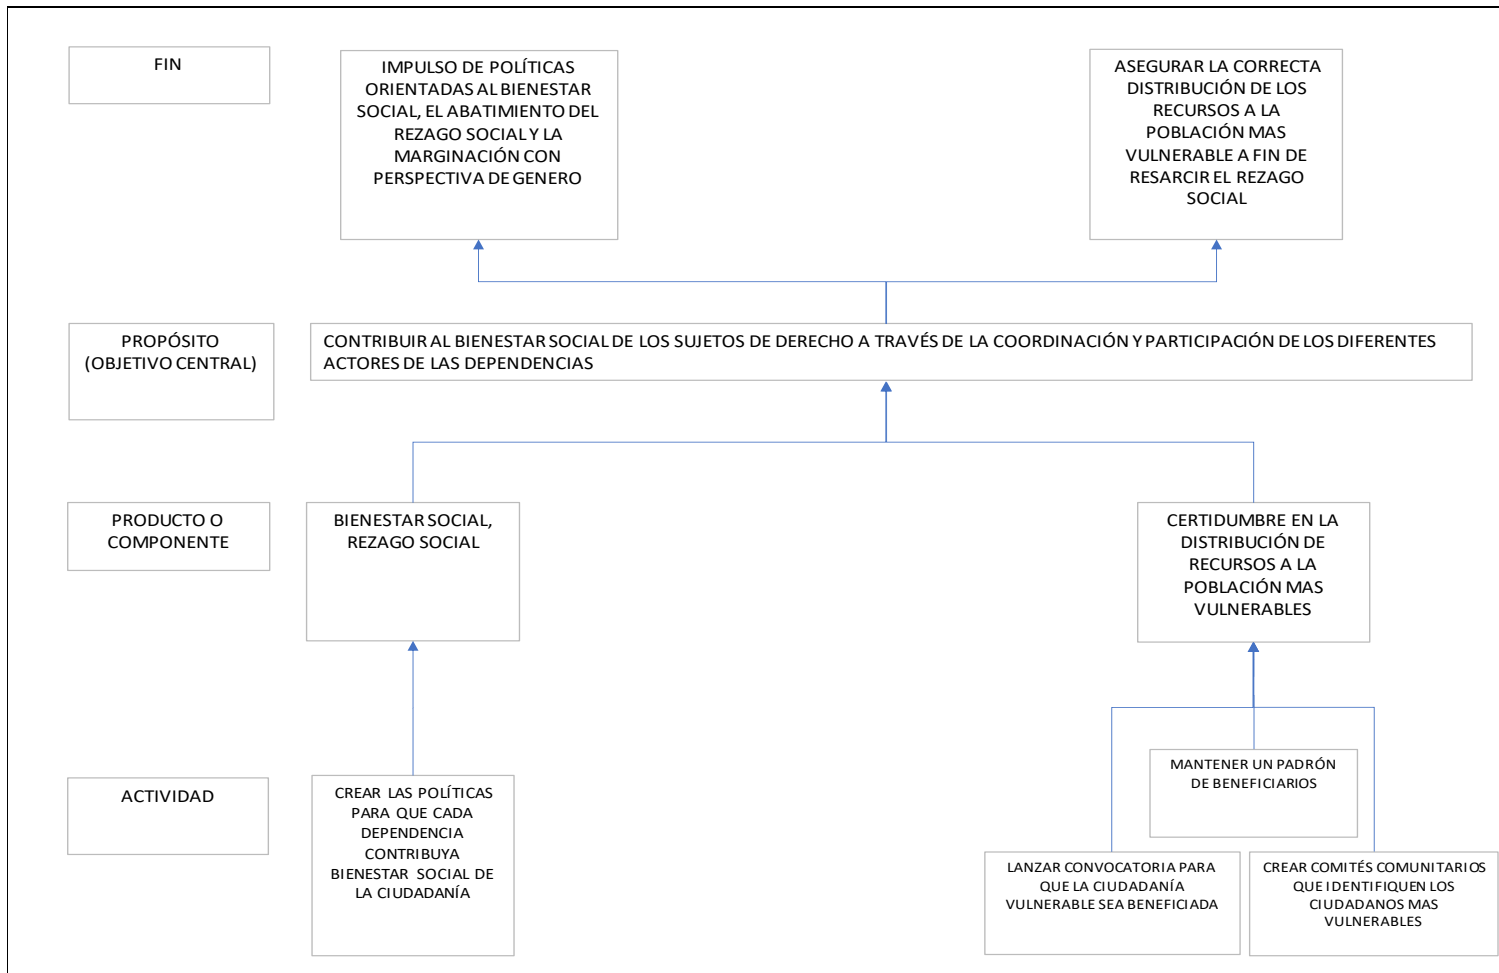 FIN
IMPULSO DE POLÍTICAS
ORIENTADAS AL BIENESTAR
SOCIAL, EL ABATIMIENTO DEL
REZAGO SOCIAL Y LA
MARGINACIÓN CON
PERSPECTIVA DE GENERO
ASEGURAR LA CORRECTA
DISTRIBUCIÓN DE LOS
RECURSOS A LA
POBLACIÓN MAS
VULNERABLE A FIN DE
RESARCIR EL REZAGO
SOCIAL
PROPÓSITO
(OBJETIVO CENTRAL)
CONTRIBUIR AL BIENESTAR SOCIAL DE LOS SUJETOS DE DERECHO A TRAVÉS DE LA COORDINACIÓN Y PARTICIPACIÓN DE LOS DIFERENTES
ACTORES DE LAS DEPENDENCIAS
PRODUCTO O
COMPONENTE
BIENESTAR SOCIAL,
REZAGO SOCIAL
CERTIDUMBRE EN LA
DISTRIBUCIÓN DE
RECURSOS A LA
POBLACIÓN MAS
VULNERABLES
ACTIVIDAD
CREAR LAS POLÍTICAS
PARA QUE CADA
DEPENDENCIA
CONTRIBUYA
BIENESTAR SOCIAL DE
LA CIUDADANÍA
MANTENER UN PADRÓN
DE BENEFICIARIOS
LANZAR CONVOCATORIA PARA
QUE LA CIUDADANÍA
VULNERABLE SEA BENEFICIADA
CREAR COMITÉS COMUNITARIOS
QUE IDENTIFIQUEN LOS
CIUDADANOS MAS
VULNERABLES